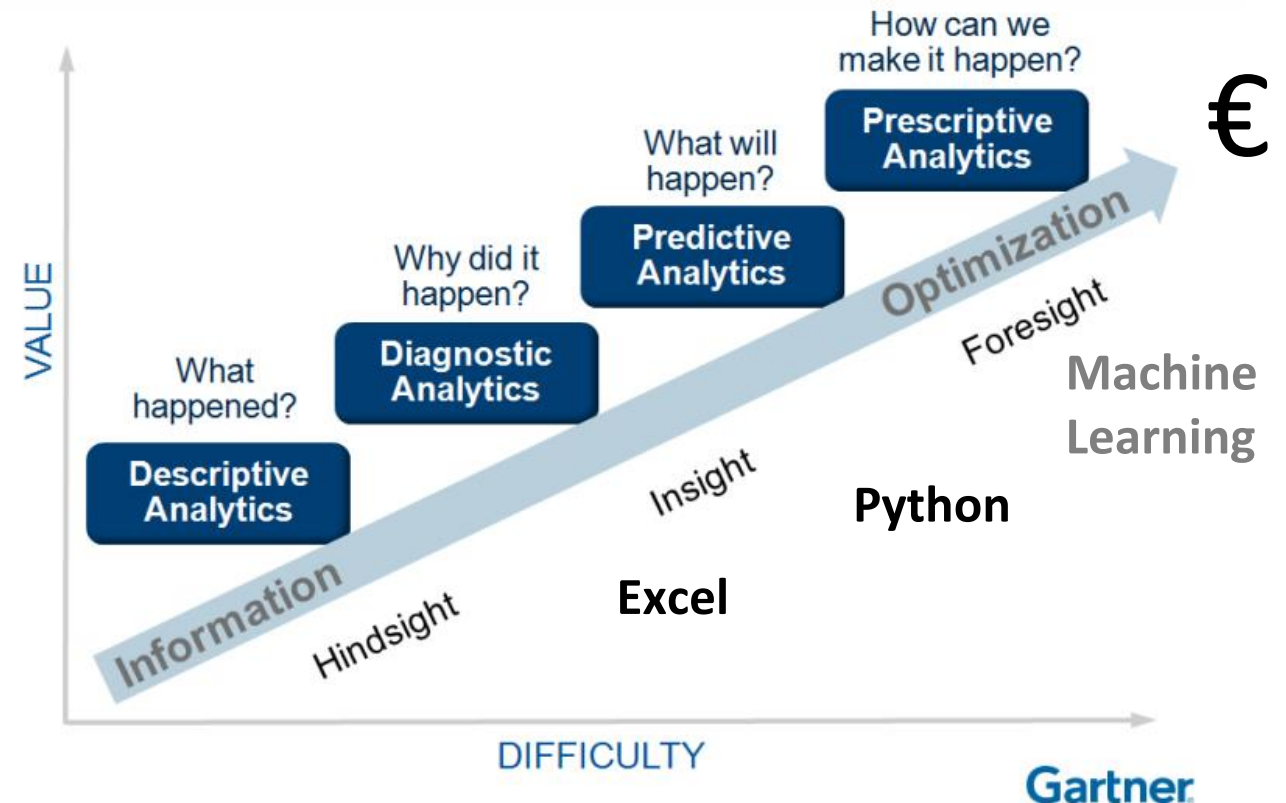 How can we
make it happen?
€
Prescriptive
Analytics
What will
happen?
Predictive
Analytics
Why did it
happen?
Diagnostic
Analytics
What
happened?
Descriptive
Analytics
VALUE
Information
Optimization
Hindsight
Insight
Foresight
Machine
Learning
Python
Excel
DIFFICULTY
Gartner